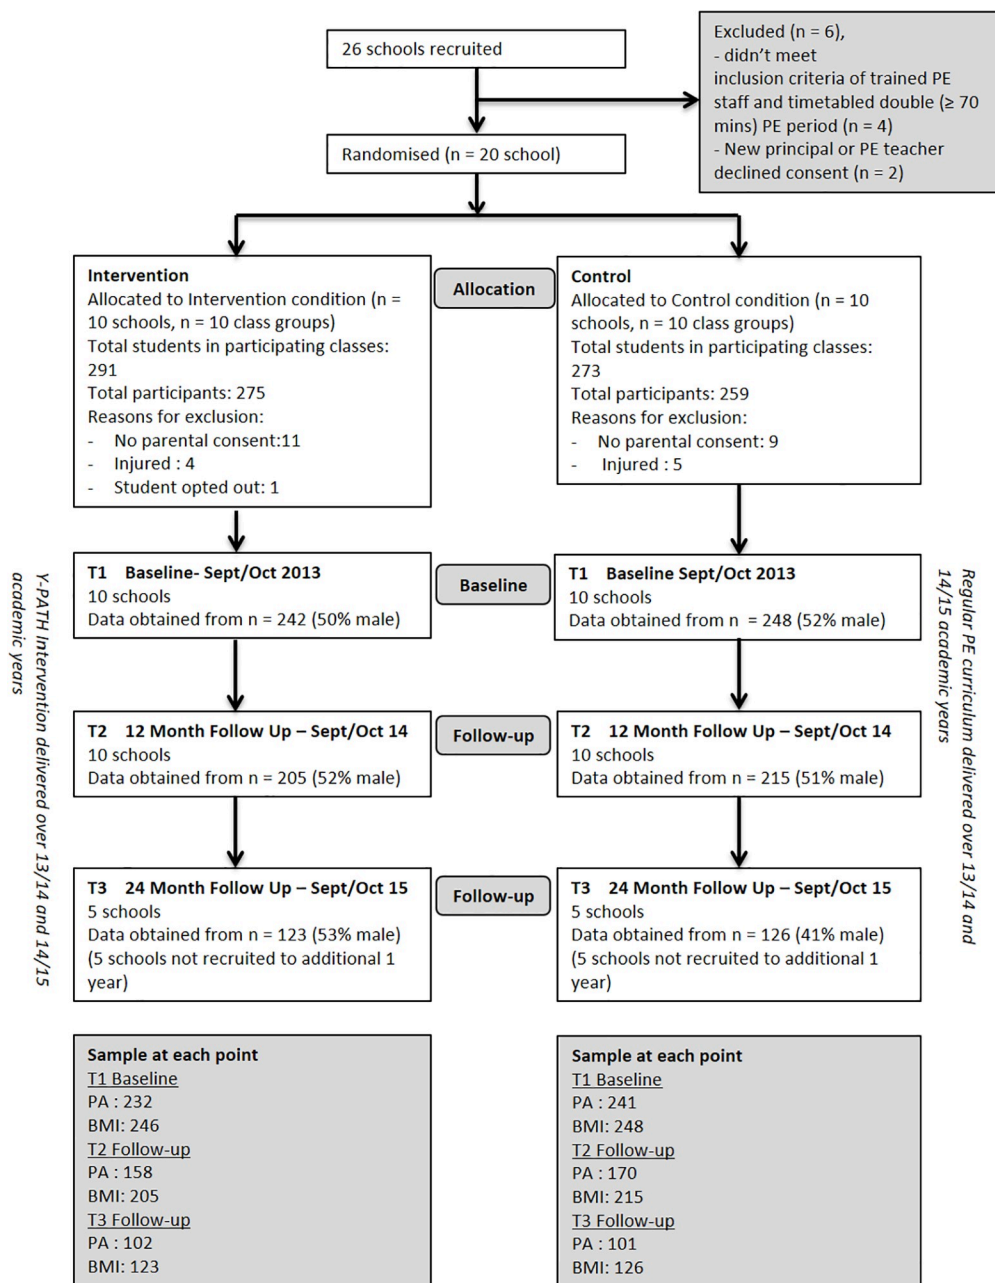 26 schools recruited
Excluded (n = 6),
- didn't meet
inclusion criteria of trained PE
staff and timetabled double (≥ 70
mins) PE period (n = 4)
- New principal or PE teacher
declined consent (n = 2)
Randomised (n = 20 school)
Intervention
Allocated to Intervention condition (n =
10 schools, n = 10 class groups)
Total students in participating classes:
291
Total participants: 275
Reasons for exclusion:
- No parental consent:11
- Injured : 4
- Student opted out: 1
Allocation
Control
Allocated to Control condition (n = 10
schools, n = 10 class groups)
Total students in participating classes:
273
Total participants: 259
Reasons for exclusion:
- No parental consent: 9
- Injured : 5
Y-PATH Intervention delivered over 13/14 and 14/15
academic years
T1 Baseline- Sept/Oct 2013
10 schools
Data obtained from n = 242 (50% male)
Baseline
T1 Baseline Sept/Oct 2013
10 schools
Data obtained from n = 248 (52% male)
Regular PE curriculum delivered over 13/14 and
14/15 academic years
T2 12 Month Follow Up – Sept/Oct 14
10 schools
Data obtained from n = 205 (52% male)
Follow-up
T2 12 Month Follow Up – Sept/Oct 14
10 schools
Data obtained from n = 215 (51% male)
T3 24 Month Follow Up – Sept/Oct 15
5 schools
Data obtained from n = 123 (53% male)
(5 schools not recruited to additional 1
year)
Follow-up
T3 24 Month Follow Up – Sept/Oct 15
5 schools
Data obtained from n = 126 (41% male)
(5 schools not recruited to additional 1
year)
Sample at each point
T1 Baseline
PA : 232
BMI: 246
T2 Follow-up
PA : 158
BMI: 205
T3 Follow-up
PA : 102
BMI: 123
Sample at each point
T1 Baseline
PA : 241
BMI: 248
T2 Follow-up
PA : 170
BMI: 215
T3 Follow-up
PA : 101
BMI: 126